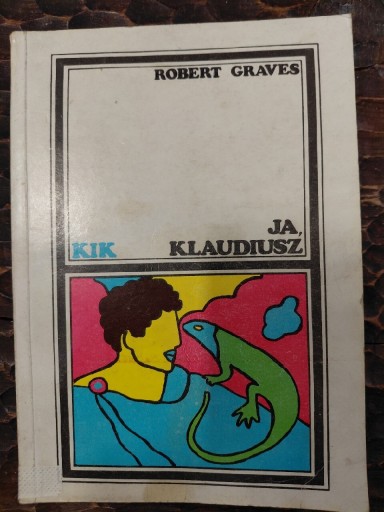 ROBERT GRAVES
JA,
KIK KLAUDIUSZ